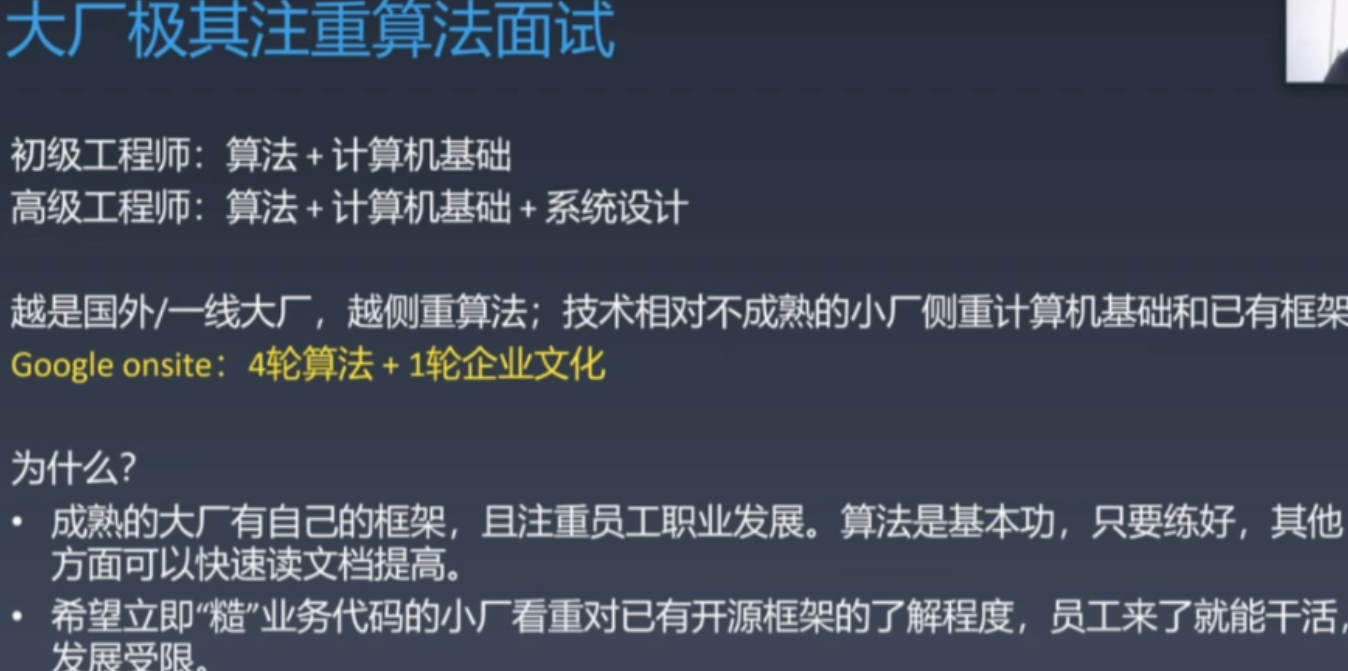 大厂极其注重算法面试
初级工程师：算法 + 计算机基础
高级工程师：算法 + 计算机基础 + 系统设计
越是国外/一线大厂，越侧重算法；技术相对不成熟的小厂侧重计算机基础和已有框架
Google onsite：4轮算法 + 1轮企业文化
为什么？
• 成熟的大厂有自己的框架，且注重员工职业发展。算法是基本功，只要练好，其他
方面可以快速读文档提高。
• 希望立即“糙”业务代码的小厂看重对已有开源框架的了解程度，员工来了就能干活，
发展受限。